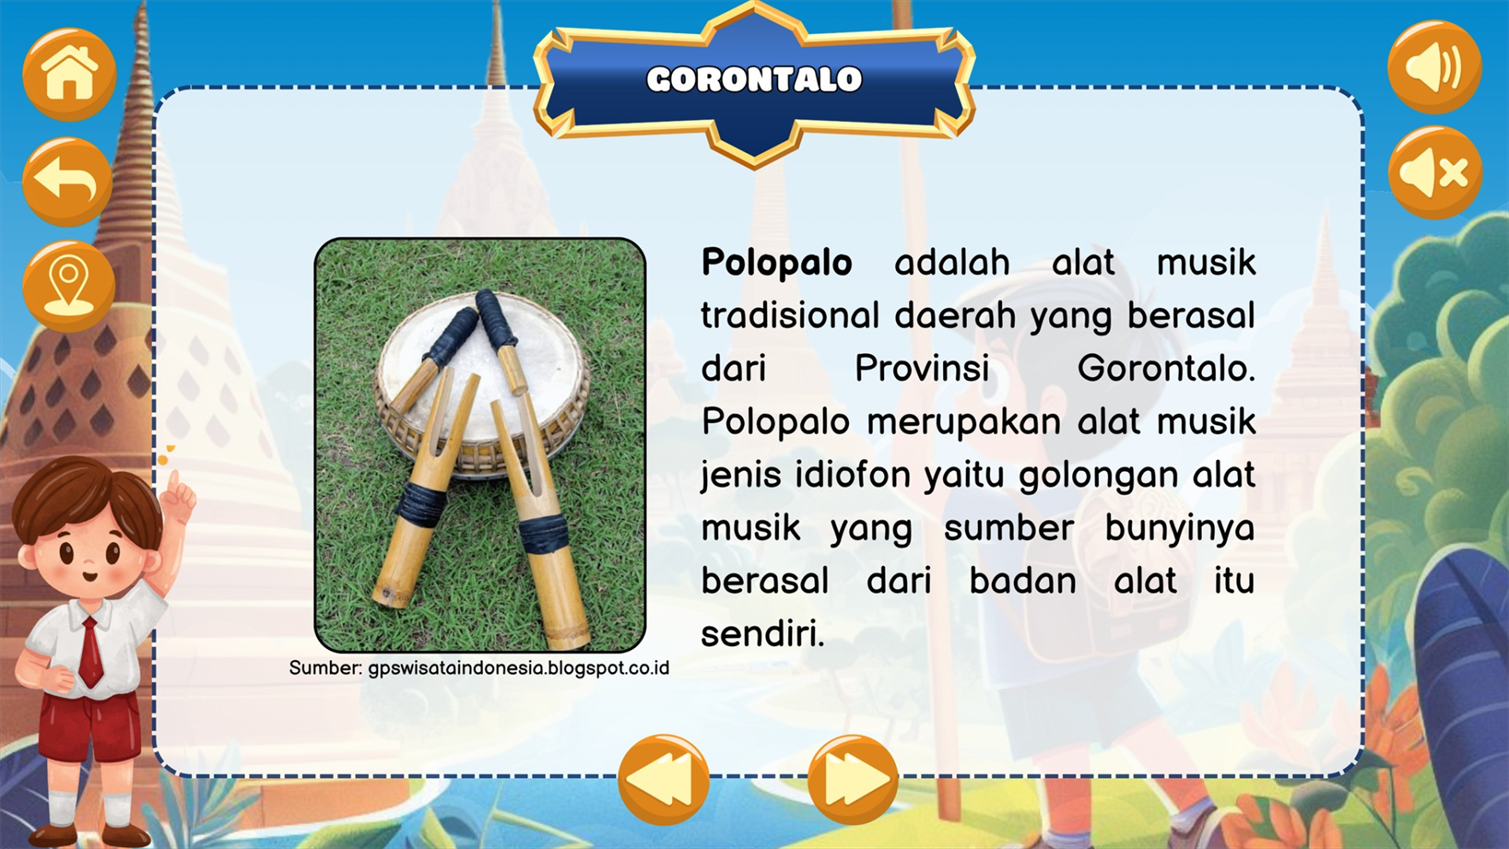 GORONTALO
Polopalo adalah alat musik
tradisional daerah yang berasal
dari Provinsi Gorontalo.
Polopalo merupakan alat musik
jenis idiofon yaitu golongan alat
musik yang sumber bunyinya
berasal dari badan alat itu
sendiri.
Sumber: gpswisataindonesia.blogspot.co.id